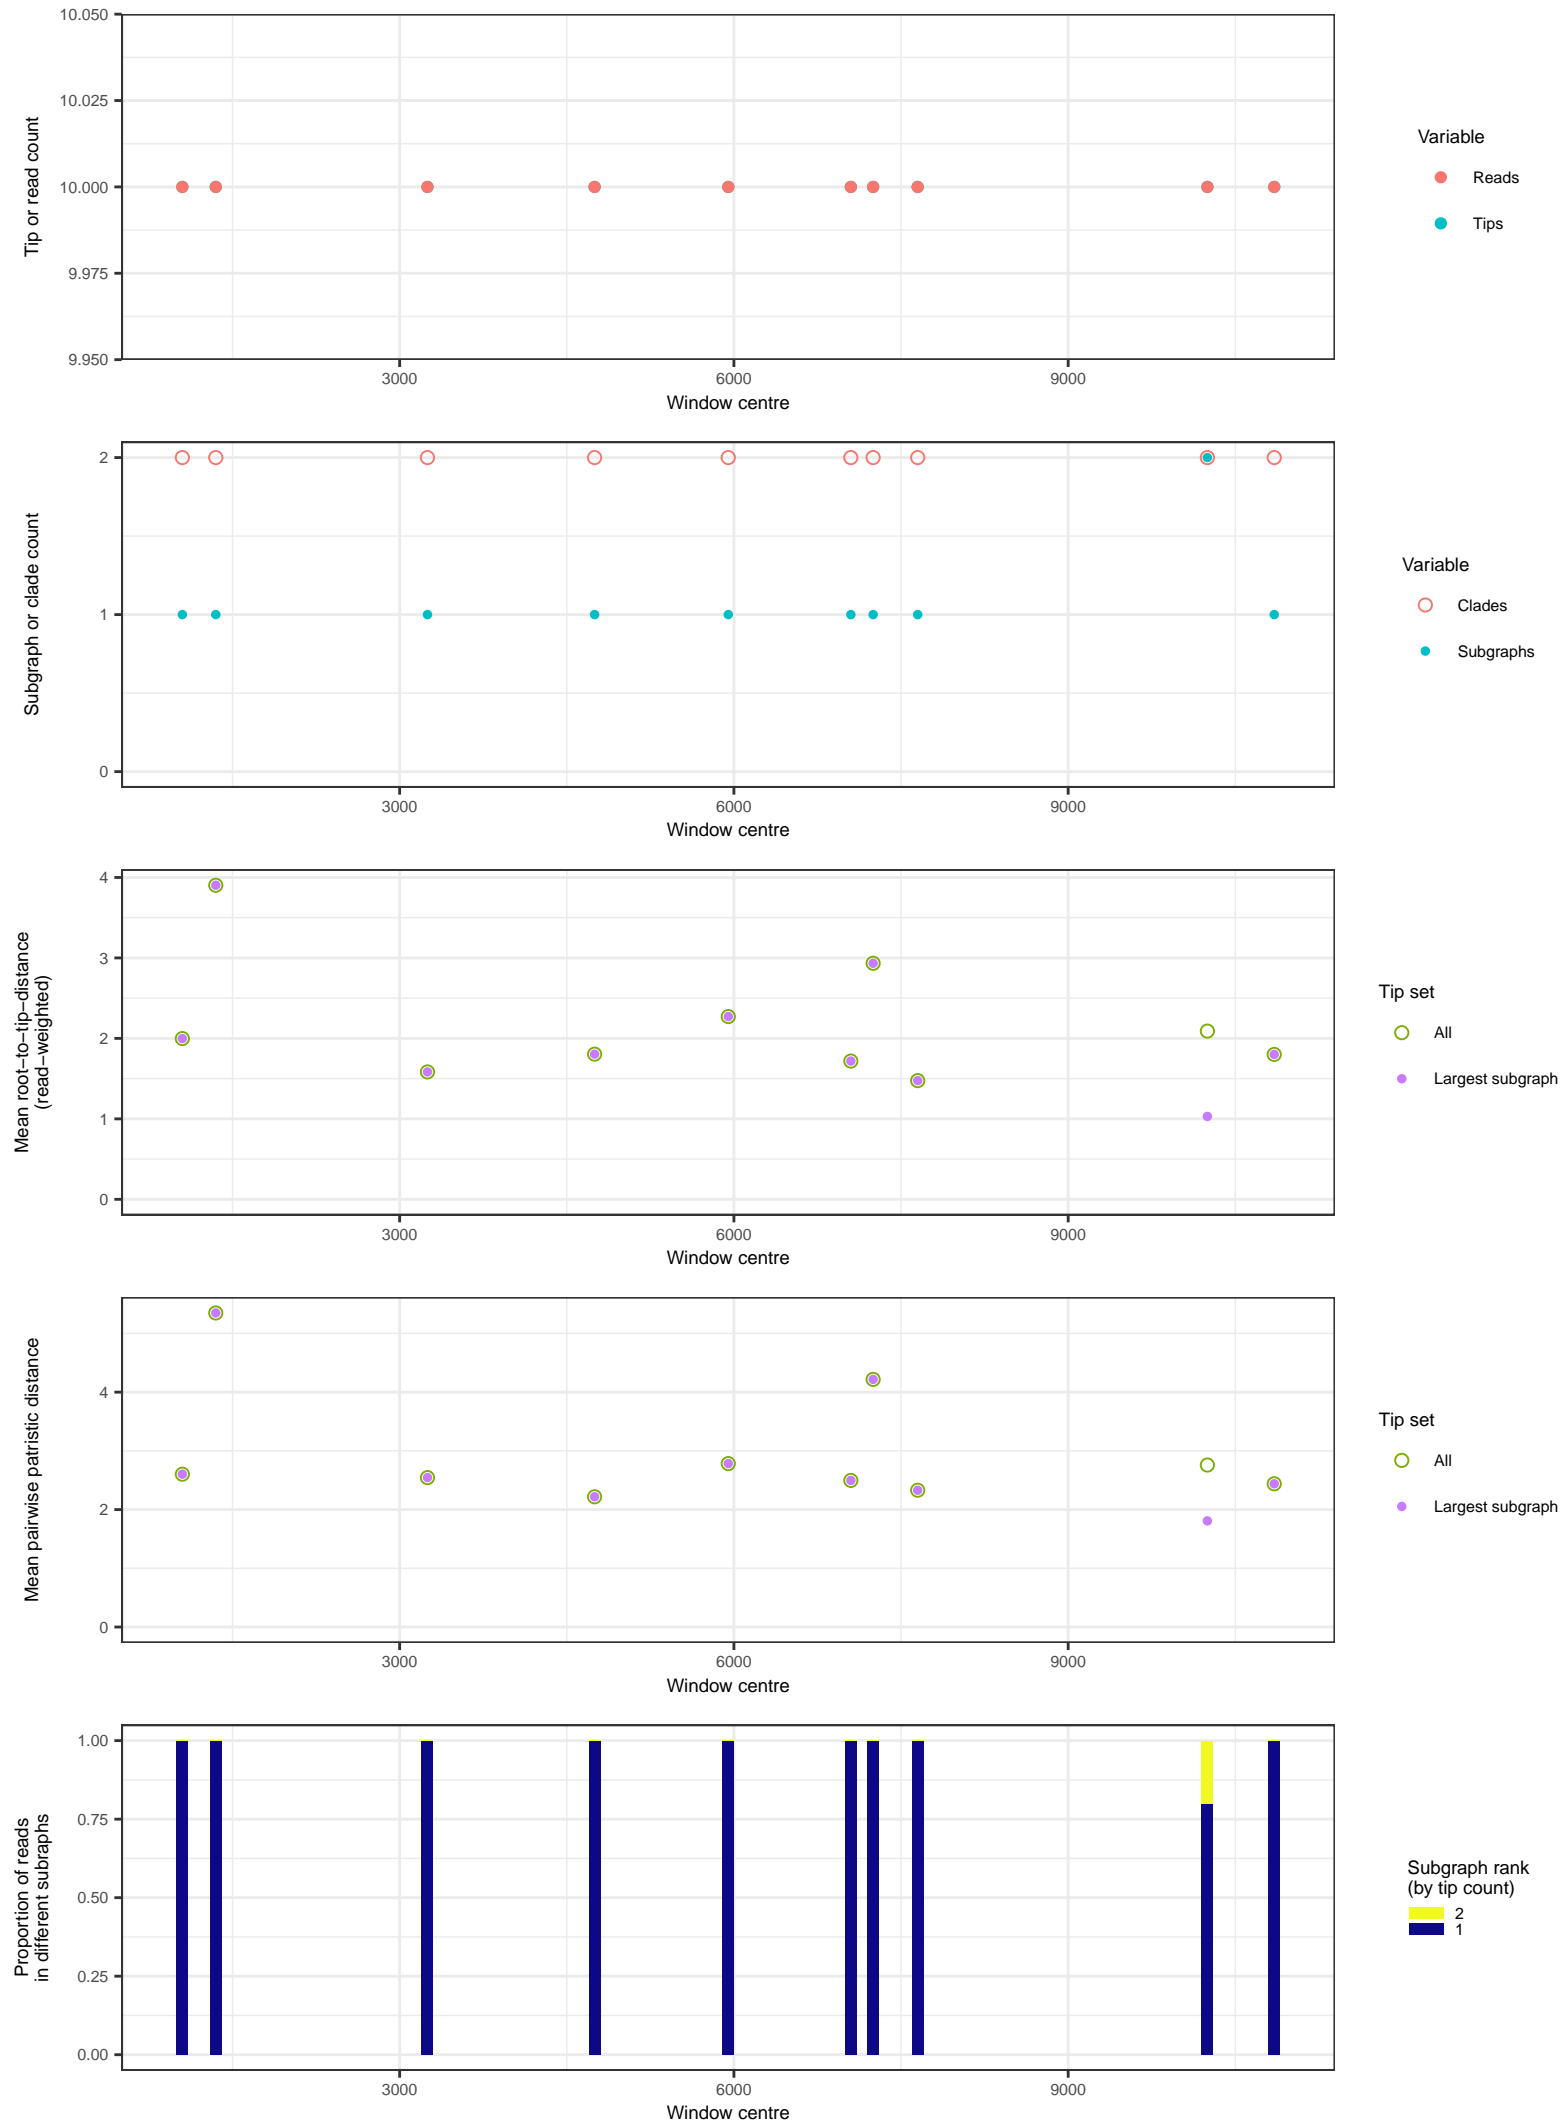 10.050
10.025
10.000
9.975
9.950
Tip or read count
3000
6000
9000
Window centre
Variable
Reads
Tips
2
1
0
Subgraph or clade count
3000
6000
9000
Window centre
Variable
Clades
Subgraphs
4
3
2
1
0
Mean root−to−tip−distance
(read−weighted)
3000
6000
9000
Window centre
Tip set
All
Largest subgraph
4
2
0
Mean pairwise patristic distance
3000
6000
9000
Window centre
Tip set
All
Largest subgraph
1.00
0.75
0.50
0.25
0.00
Proportion of reads
in different subraphs
3000
6000
9000
Window centre
Subgraph rank
(by tip count)
2
1